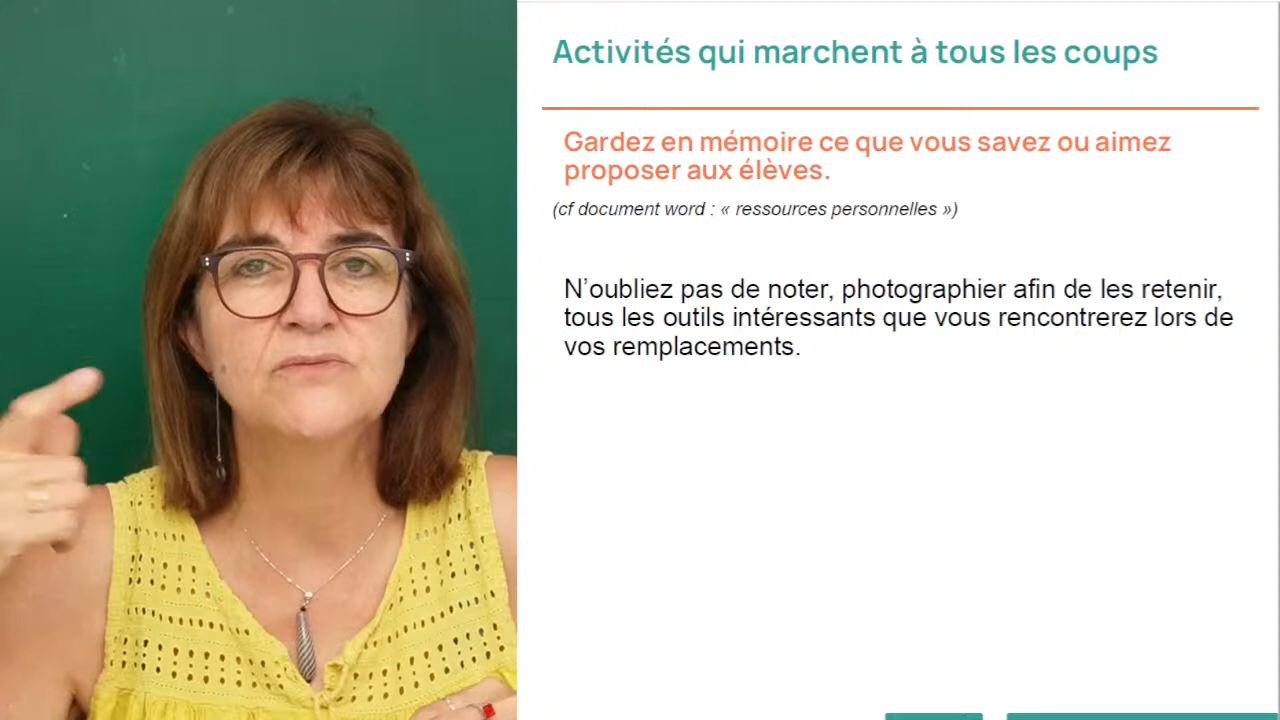 Activités qui marchent à tous les coups
Gardez en mémoire ce que vous savez ou aimez
proposer aux élèves.
(cf document word : « ressources personnelles »)
N’oubliez pas de noter, photographier afin de les retenir,
tous les outils intéressants que vous rencontrerez lors de
vos remplacements.